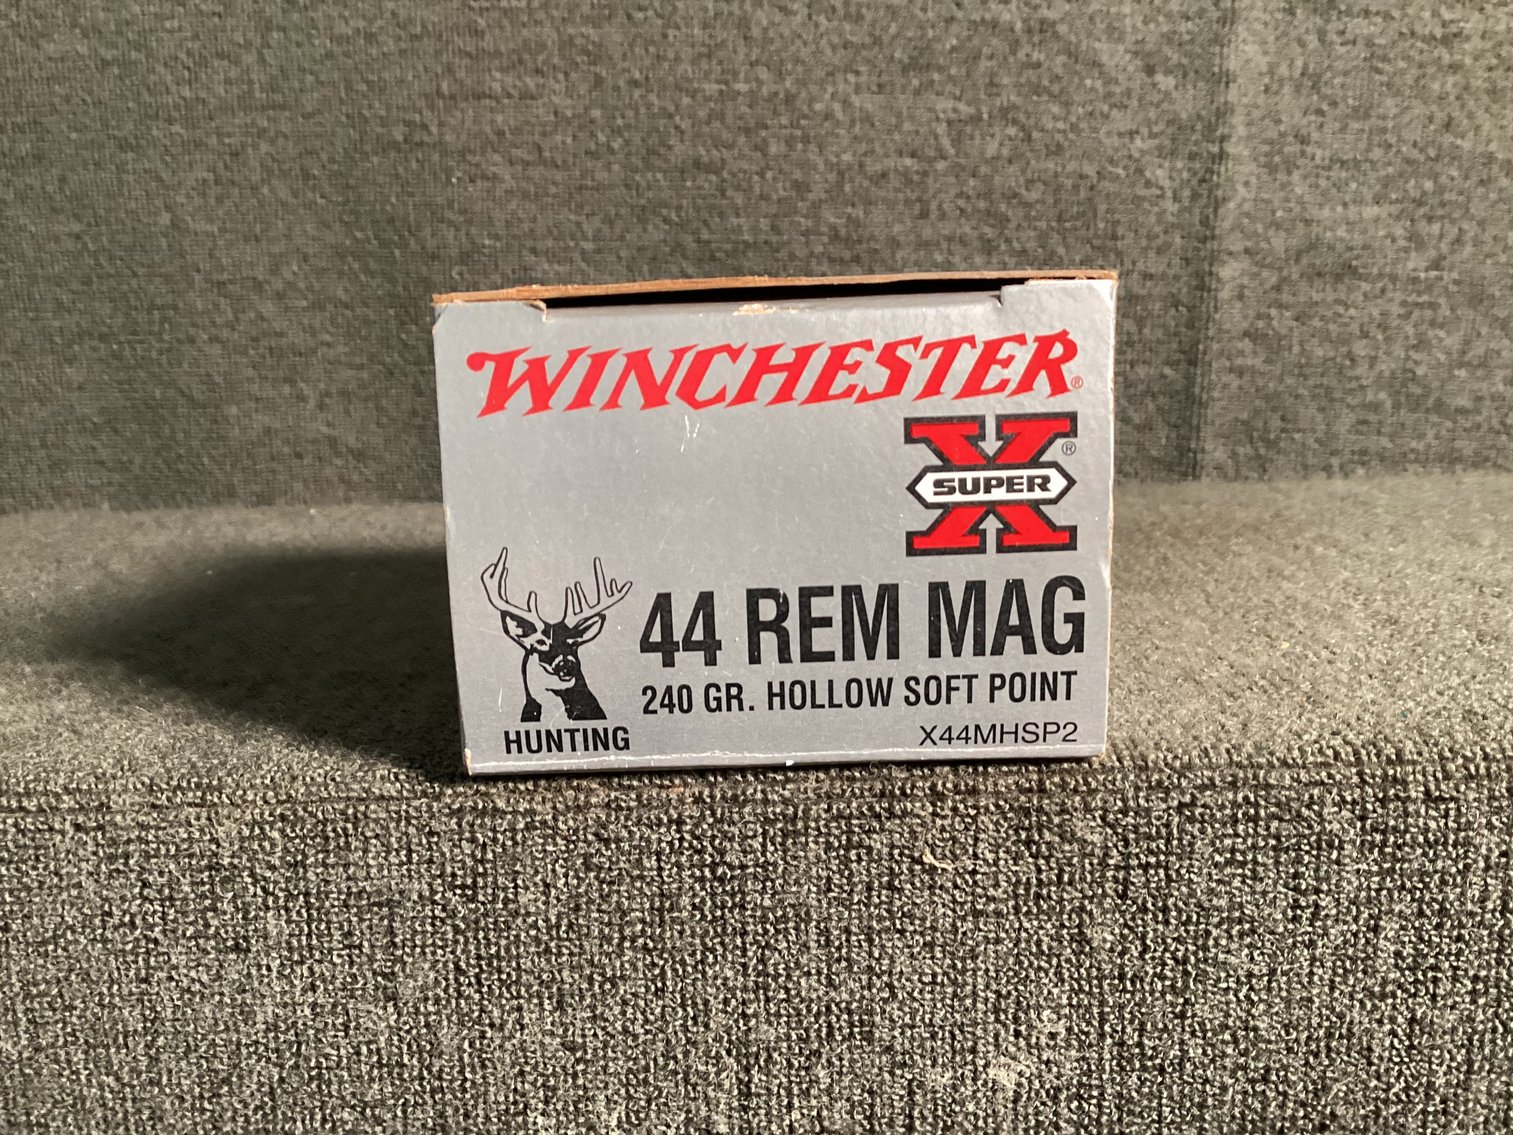 WINCHESTER®
X®
SUPER
44 REM MAG
240 GR. HOLLOW SOFT POINT
HUNTING
X44MHSP2